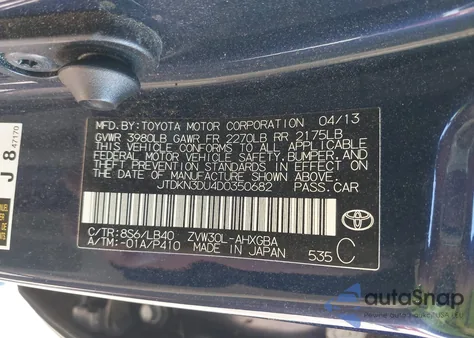 MFD. BY: TOYOTA MOTOR CORPORATION 04/13
GVWR 3980LB GAWR FR 2270LB RR 2175LB
THIS VEHICLE CONFORMS TO ALL APPLICABLE
FEDERAL MOTOR VEHICLE SAFETY, BUMPER,
AND THEFT PREVENTION STANDARDS IN EFFECT
ON THE DATE OF MANUFACTURE SHOWN ABOVE.
JTDKN3DU4D0350682 PASS.CAR
C/TR: 8S6/LB40 ZVW30L-AHXGBA
A/TM: -01A/P410 MADE IN JAPAN 535 C
TOYOTA
J 8 47170
autoSnap